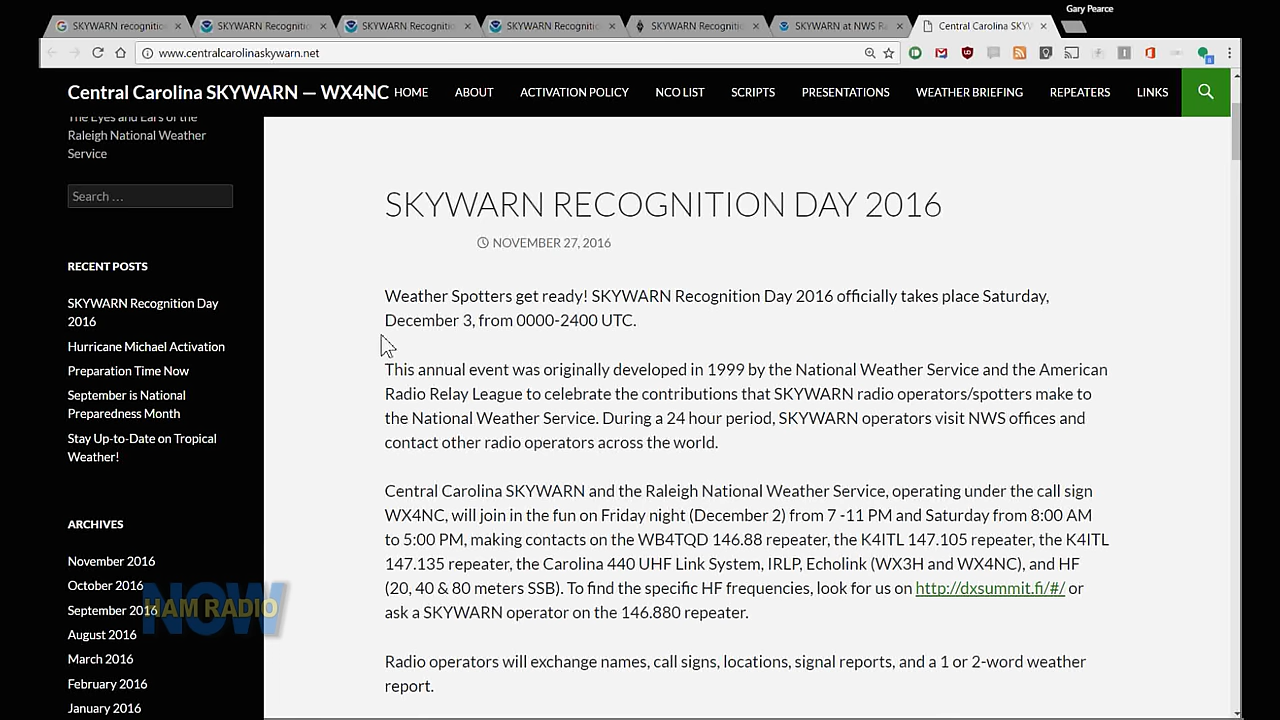 Gary Pearce
SKYWARN recognition
SKYWARN Recogniti
SKYWARN Recogniti
SKYWARN Recogniti
SKYWARN Recogniti
SKYWARN at NWS R
Central Carolina SKYW
www.centralcarolinaskywarn.net
Central Carolina SKYWARN — WX4NC HOME ABOUT ACTIVATION POLICY NCO LIST SCRIPTS PRESENTATIONS WEATHER BRIEFING REPEATERS LINKS
The Eyes and Ears of the
Raleigh National Weather
Service
Search ...
RECENT POSTS
SKYWARN Recognition Day
2016
Hurricane Michael Activation
Preparation Time Now
September is National
Preparedness Month
Stay Up-to-Date on Tropical
Weather!
ARCHIVES
November 2016
October 2016
September 2016
August 2016
March 2016
February 2016
January 2016
HAM RADIO
NOW
SKYWARN RECOGNITION DAY 2016
NOVEMBER 27, 2016
Weather Spotters get ready! SKYWARN Recognition Day 2016 officially takes place Saturday,
December 3, from 0000-2400 UTC.
This annual event was originally developed in 1999 by the National Weather Service and the American
Radio Relay League to celebrate the contributions that SKYWARN radio operators/spotters make to
the National Weather Service. During a 24 hour period, SKYWARN operators visit NWS offices and
contact other radio operators across the world.
Central Carolina SKYWARN and the Raleigh National Weather Service, operating under the call sign
WX4NC, will join in the fun on Friday night (December 2) from 7 -11 PM and Saturday from 8:00 AM
to 5:00 PM, making contacts on the WB4TQD 146.88 repeater, the K4ITL 147.105 repeater, the K4ITL
147.135 repeater, the Carolina 440 UHF Link System, IRLP, Echolink (WX3H and WX4NC), and HF
(20, 40 & 80 meters SSB). To find the specific HF frequencies, look for us on http://dxsummit.fi/#/ or
ask a SKYWARN operator on the 146.880 repeater.
Radio operators will exchange names, call signs, locations, signal reports, and a 1 or 2-word weather
report.